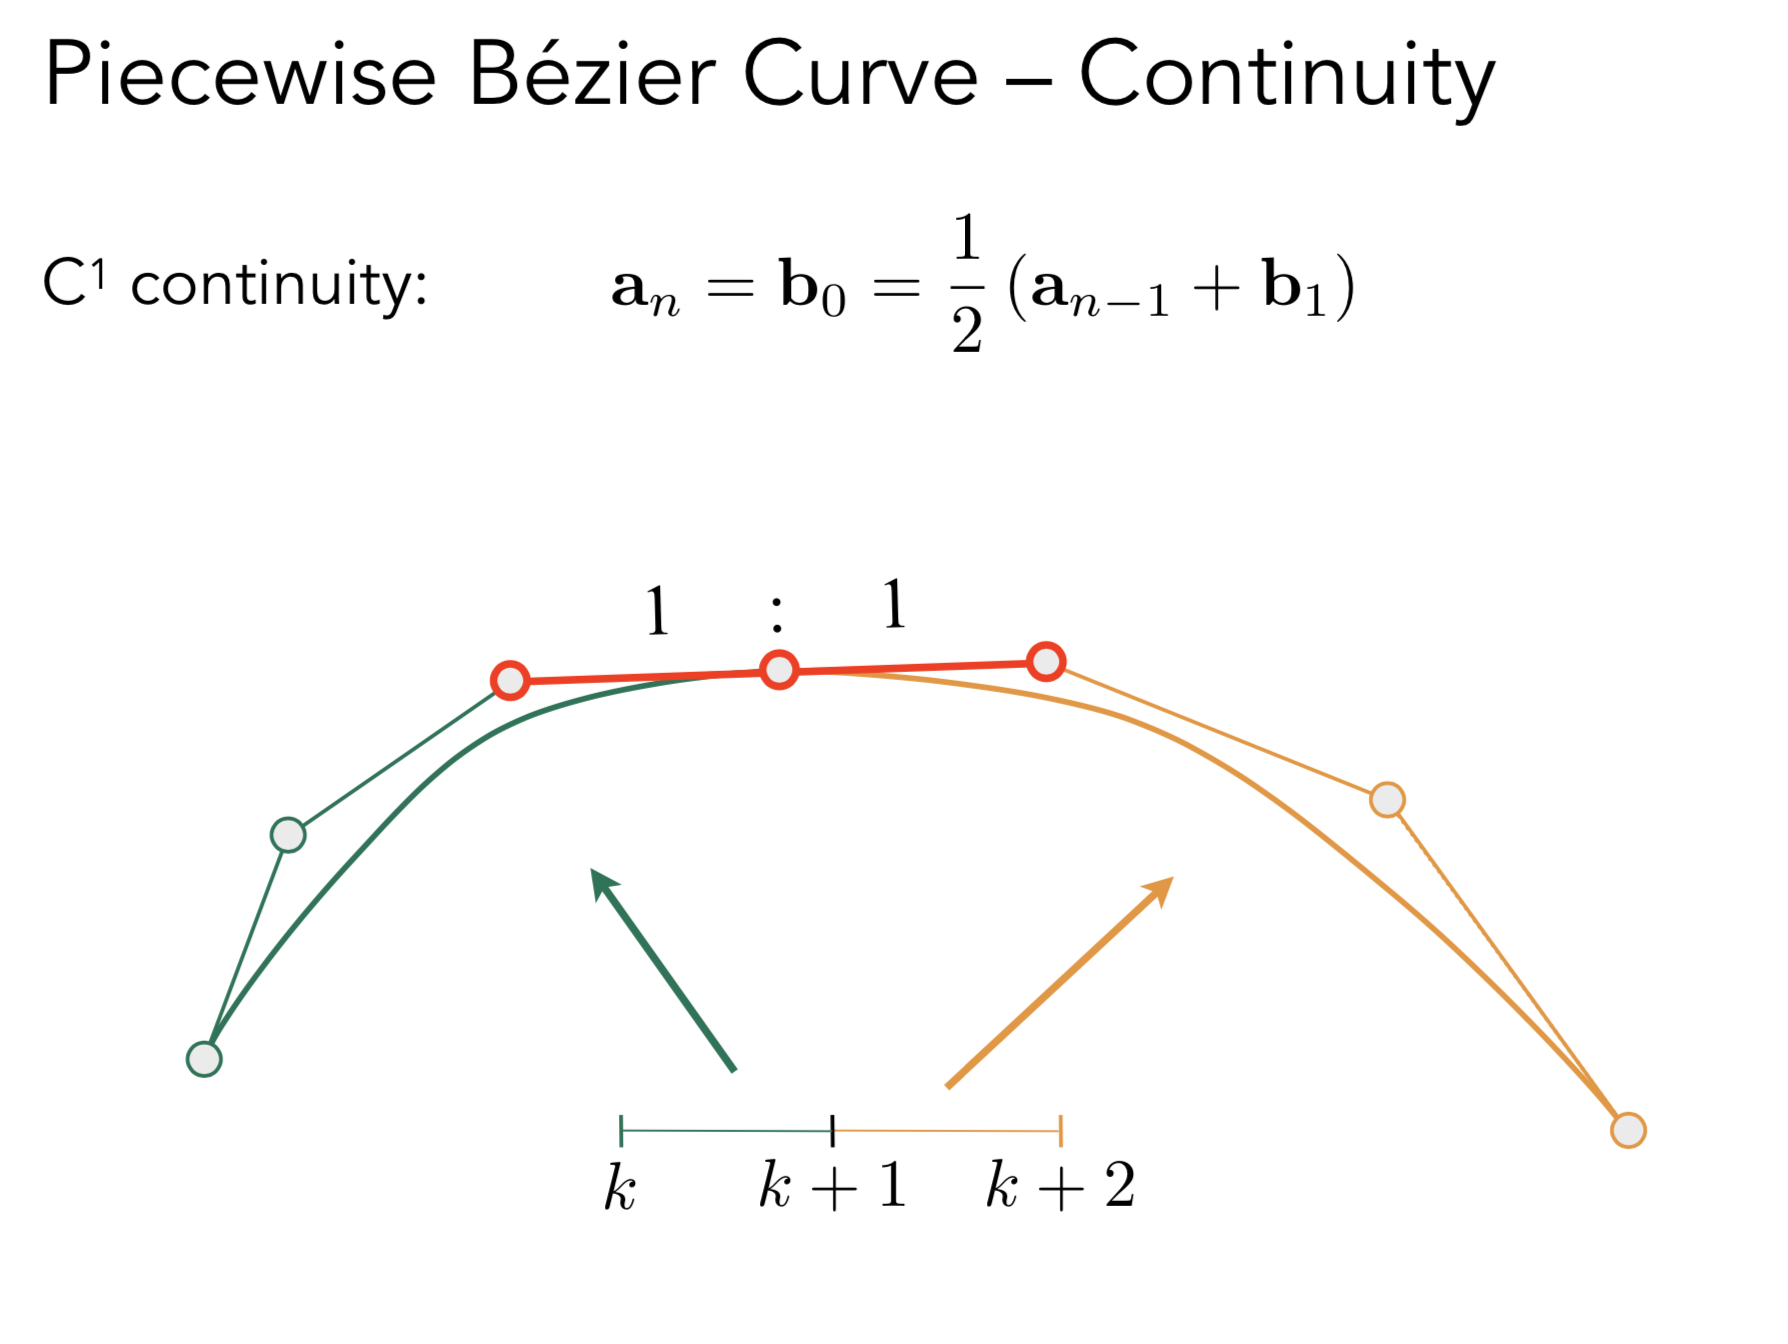 Piecewise Bézier Curve – Continuity
C¹ continuity: 𝐚ₙ = 𝐛₀ = 1/2 (𝐚ₙ₋₁ + 𝐛₁)
1 : 1
k k + 1 k + 2